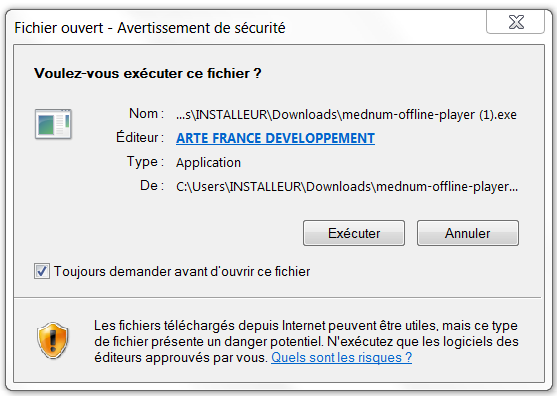 Fichier ouvert - Avertissement de sécurité
Voulez-vous exécuter ce fichier ?
Nom : ...s\INSTALLEUR\Downloads\mednum-offline-player (1).exe
Éditeur : ARTE FRANCE DEVELOPPEMENT
Type : Application
De : C:\Users\INSTALLEUR\Downloads\mednum-offline-player...
Exécuter Annuler
Toujours demander avant d'ouvrir ce fichier
Les fichiers téléchargés depuis Internet peuvent être utiles, mais ce type
de fichier présente un danger potentiel. N'exécutez que les logiciels des
éditeurs approuvés par vous. Quels sont les risques ?